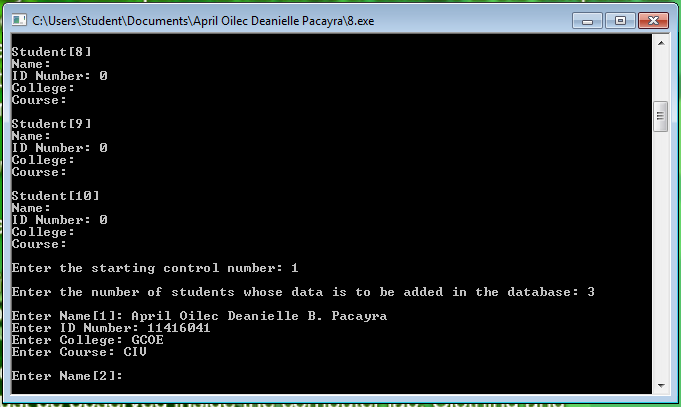 C:\Users\Student\Documents\April Oilec Deanielle Pacayra\8.exe
Student[8]
Name:
ID Number: 0
College:
Course:
Student[9]
Name:
ID Number: 0
College:
Course:
Student[10]
Name:
ID Number: 0
College:
Course:
Enter the starting control number: 1
Enter the number of students whose data is to be added in the database: 3
Enter Name[1]: April Oilec Deanielle B. Pacayra
Enter ID Number: 11416041
Enter College: GCOE
Enter Course: CIV
Enter Name[2]: